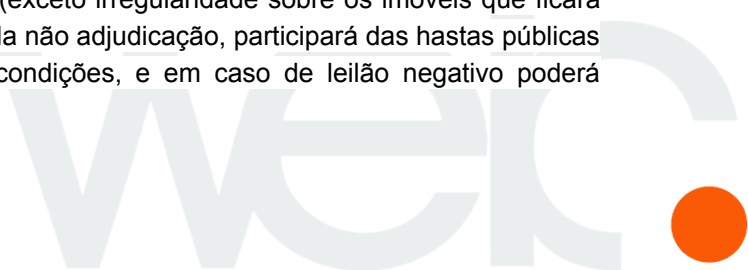 (exceto irregularidade sobre os imóveis que ficará
não adjudicação, participará das hastas públicas
condições, e em caso de leilão negativo poderá